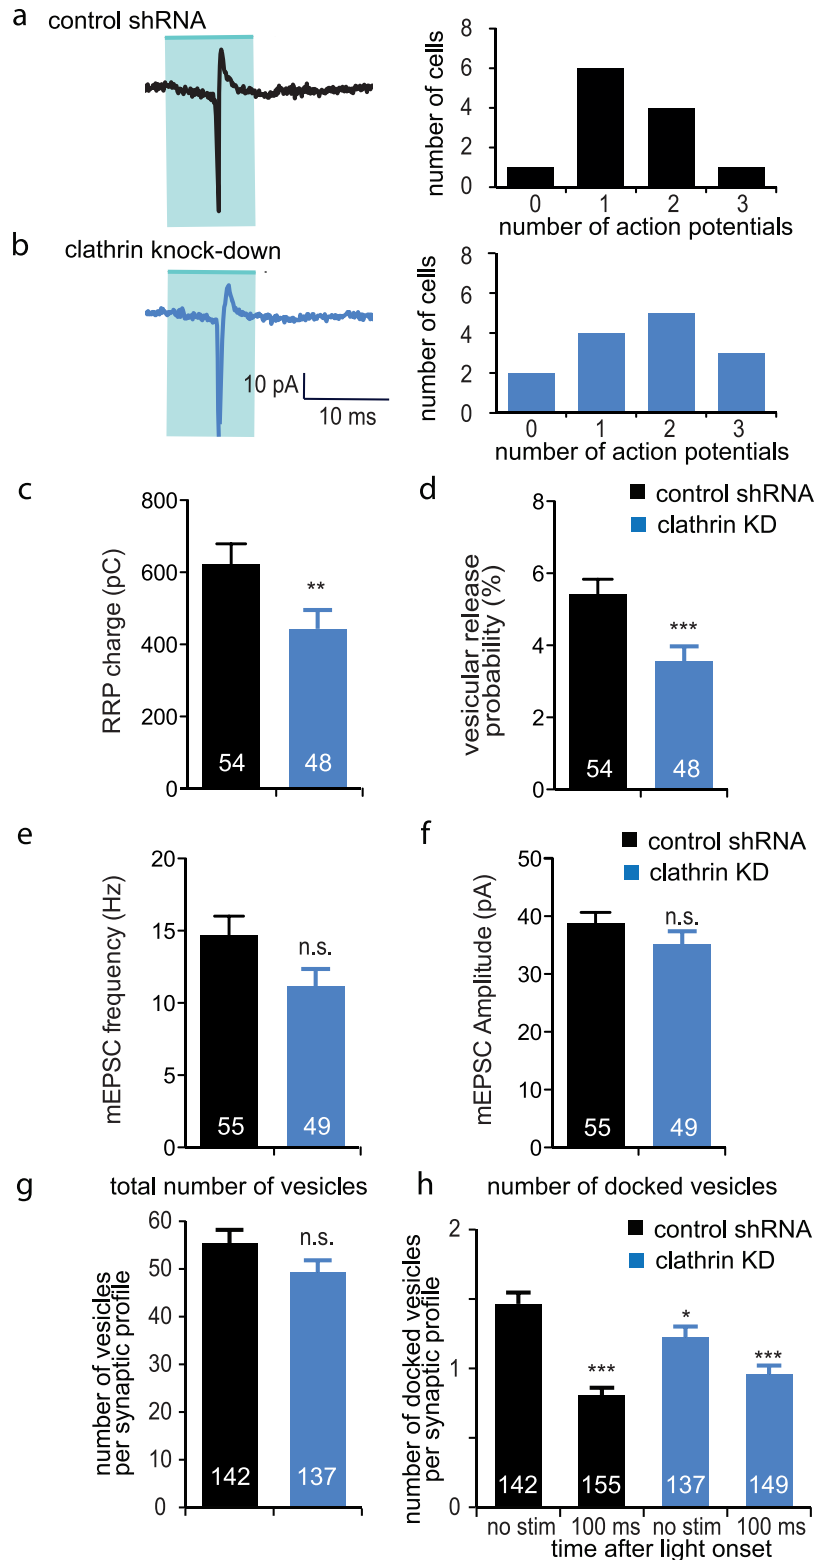 a
control shRNA
number of cells
8
6
4
2
0
0 1 2 3
number of action potentials
b
clathrin knock-down
10 pA
10 ms
number of cells
8
6
4
2
0
0 1 2 3
number of action potentials
c
RRP charge (pC)
800
600
400
200
0
**
54 48
d
control shRNA
clathrin KD
vesicular release
probability (%)
8
6
4
2
0
***
54 48
e
mEPSC frequency (Hz)
20
15
10
5
0
n.s.
55 49
f
control shRNA
clathrin KD
mEPSC Amplitude (pA)
50
40
30
20
10
0
n.s.
55 49
g
total number of vesicles
number of vesicles
per synaptic profile
60
50
40
30
20
10
0
n.s.
142 137
h
number of docked vesicles
control shRNA
clathrin KD
number of docked vesicles
per synaptic profile
2
1
0
***
*
***
142 155 137 149
no stim 100 ms no stim 100 ms
time after light onset